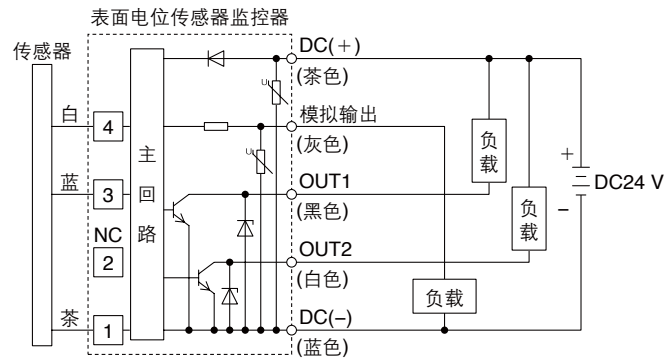 表面电位传感器监控器
传感器
DC(+)
(茶色)
白
4
模拟输出
(灰色)
主回路
U
U
蓝
3
OUT1
(黑色)
NC
2
OUT2
(白色)
茶
1
DC(-)
(蓝色)
负载
负载
负载
+
DC24 V
−